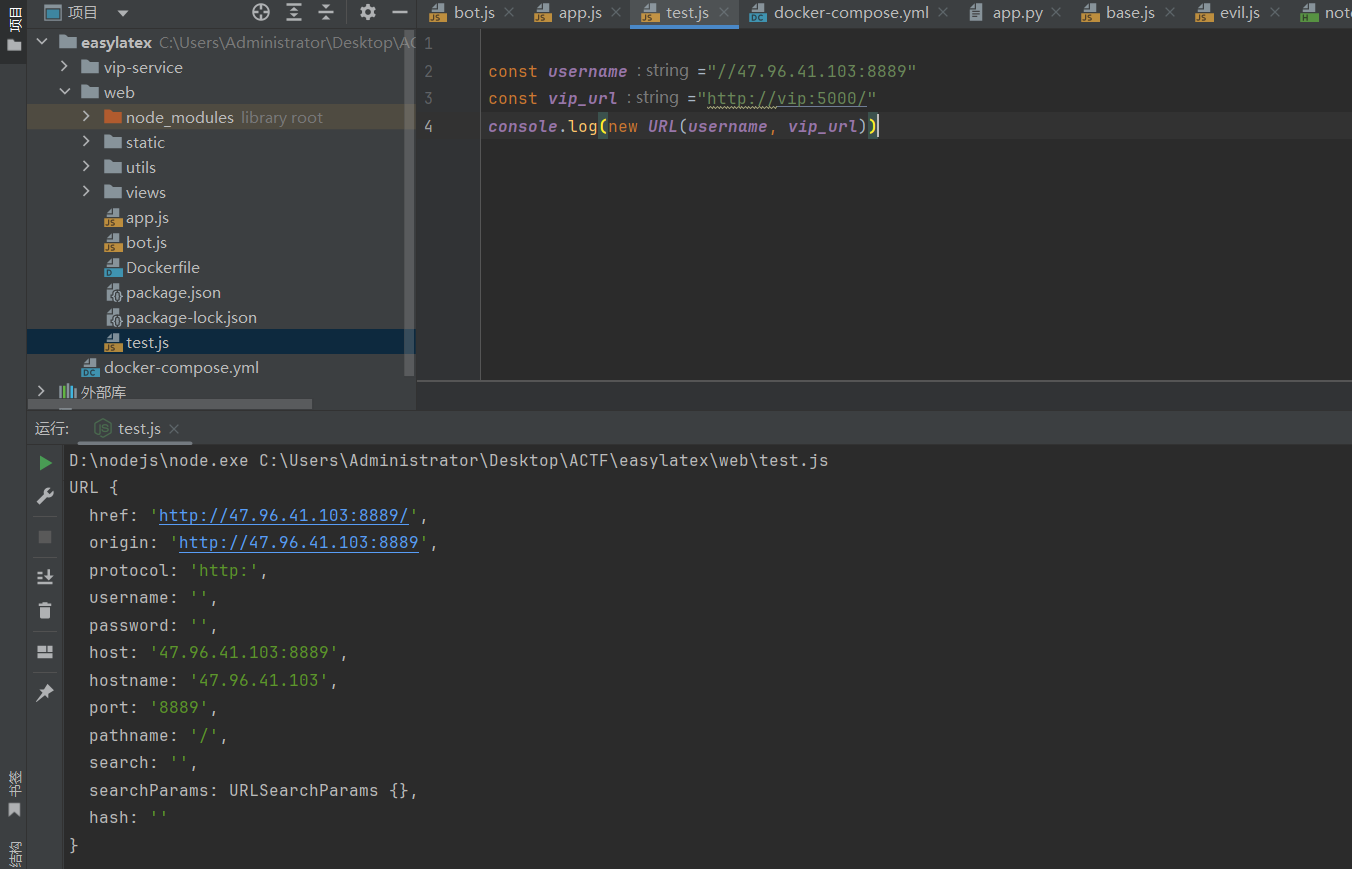 项目
项目
bot.js
app.js
test.js
docker-compose.yml
app.py
base.js
evil.js
not
easylatex C:\Users\Administrator\Desktop\AC
vip-service
web
node_modules library root
static
utils
views
app.js
bot.js
Dockerfile
package.json
package-lock.json
test.js
docker-compose.yml
外部库
1
2 const username : string ="//47.96.41.103:8889"
3 const vip_url : string ="http://vip:5000/"
4 console.log(new URL(username, vip_url))
运行: test.js
D:\nodejs\node.exe C:\Users\Administrator\Desktop\ACTF\easylatex\web\test.js
URL {
href: 'http://47.96.41.103:8889/',
origin: 'http://47.96.41.103:8889',
protocol: 'http:',
username: '',
password: '',
host: '47.96.41.103:8889',
hostname: '47.96.41.103',
port: '8889',
pathname: '/',
search: '',
searchParams: URLSearchParams {},
hash: ''
}
书签
结构